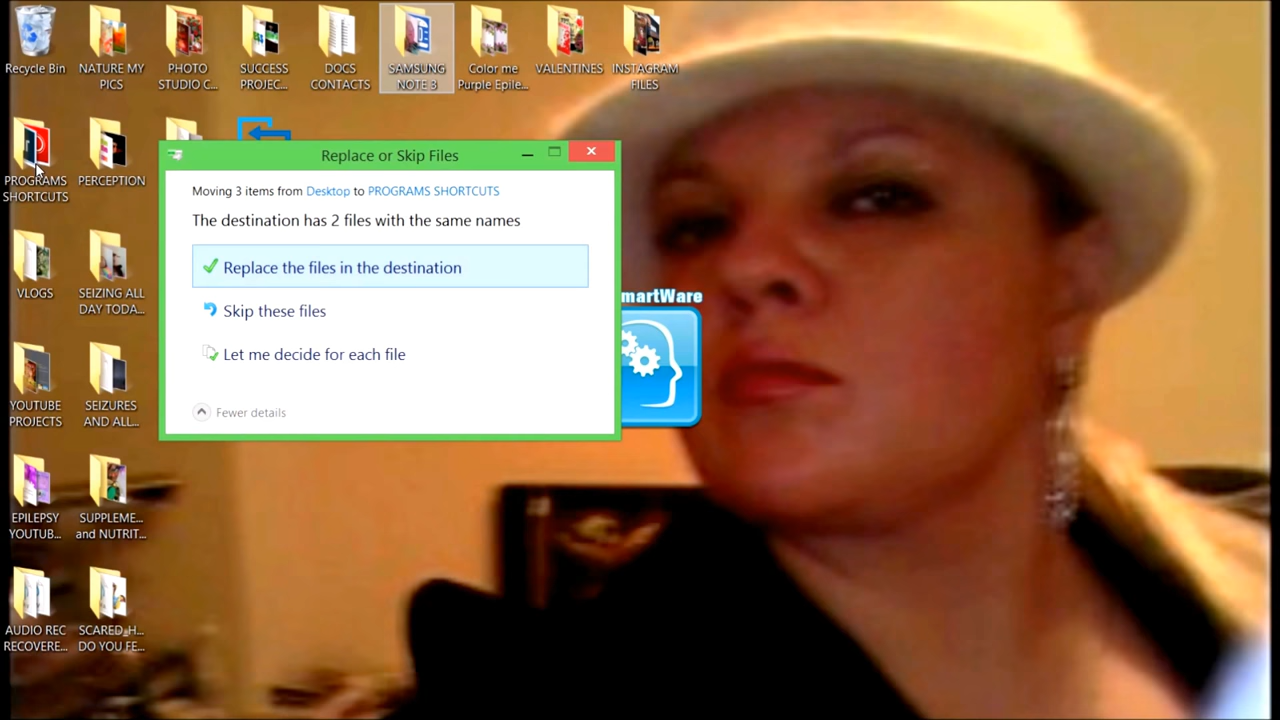 Recycle Bin
NATURE MY
PICS
PHOTO
STUDIO C...
SUCCESS
PROJEC...
DOCS
CONTACTS
SAMSUNG
NOTE 3
Color me
Purple Epile...
VALENTINES
INSTAGRAM
FILES
PROGRAMS
SHORTCUTS
PERCEPTION
Replace or Skip Files
Moving 3 items from Desktop to PROGRAMS SHORTCUTS
The destination has 2 files with the same names
Replace the files in the destination
Skip these files
Let me decide for each file
Fewer details
martWare
VLOGS
SEIZING ALL
DAY TODA...
YOUTUBE
PROJECTS
SEIZURES
AND ALL...
EPILEPSY
YOUTUB...
SUPPLEME...
and NUTRIT...
AUDIO REC
RECOVERE...
SCARED_H...
DO YOU FE...